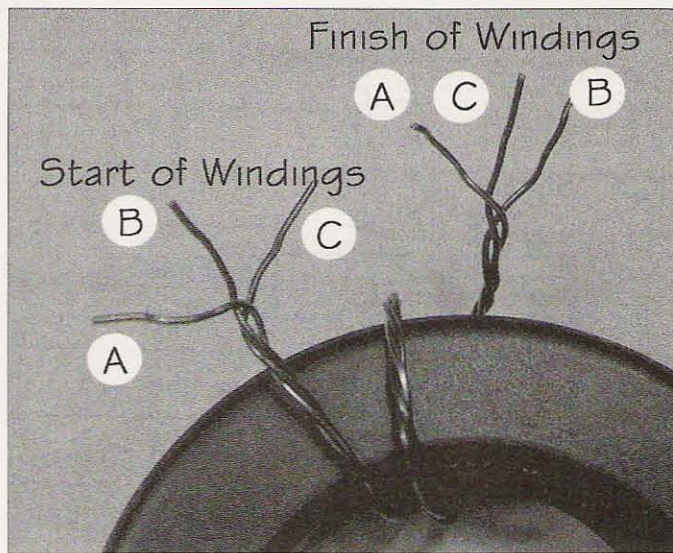 Finish of Windings
A C B
Start of Windings
B C
A